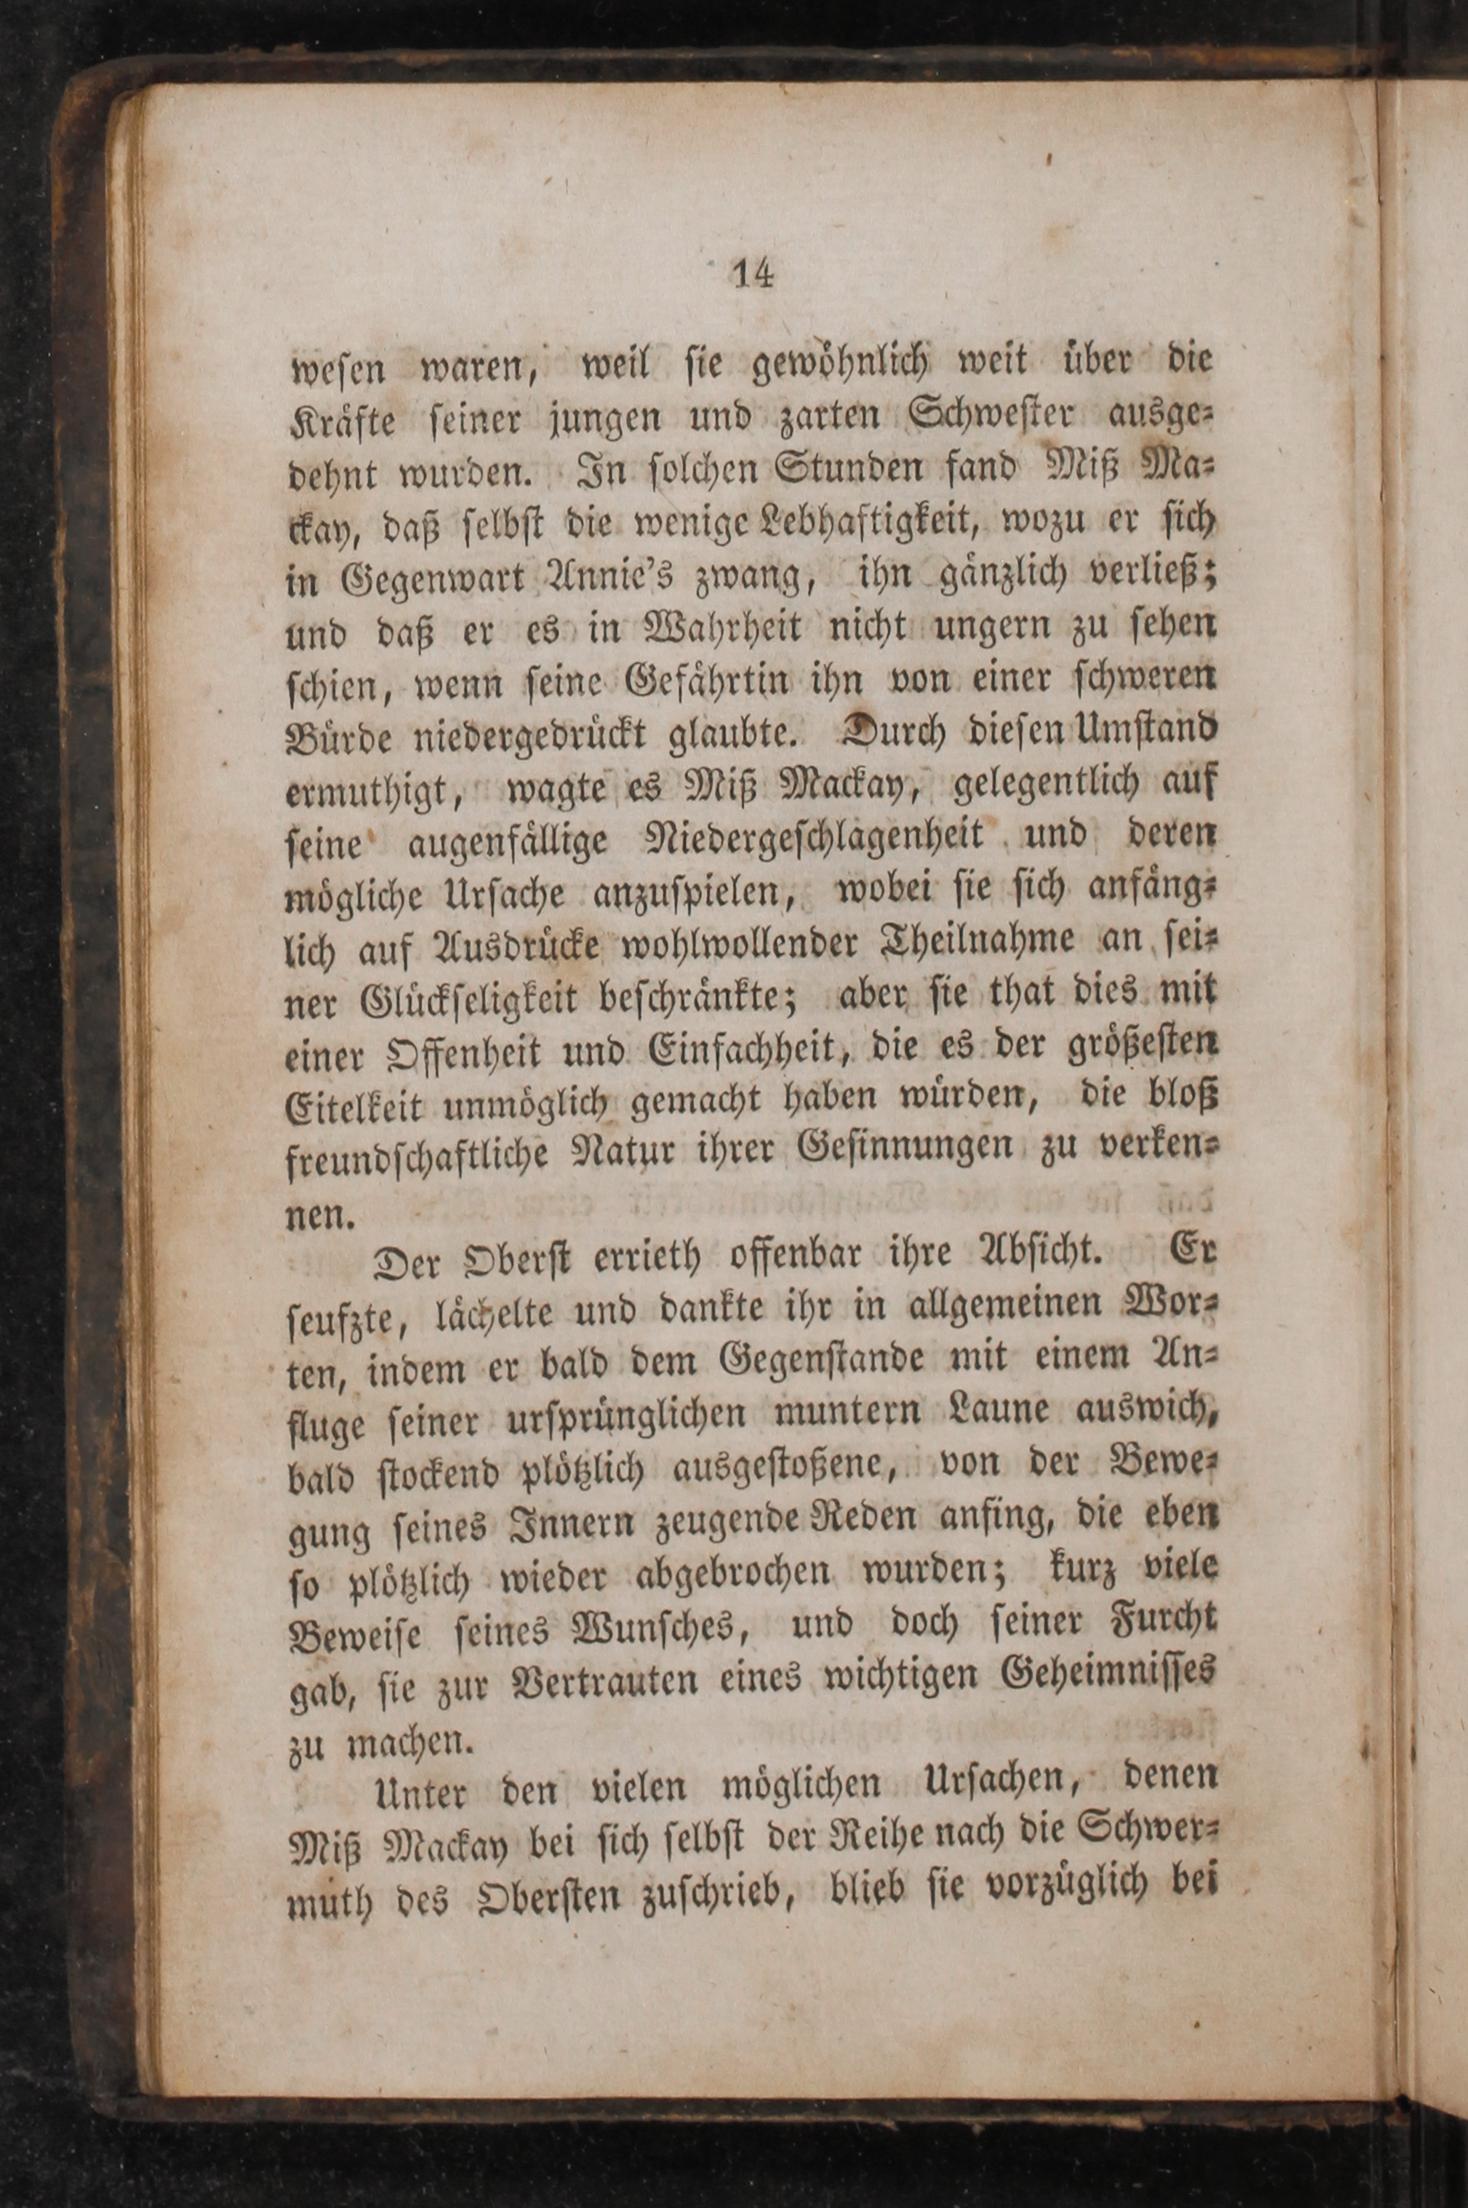 14
wesen waren, weil sie gewöhnlich weit über die
Kräfte seiner jungen und zarten Schwester ausge-
dehnt wurden. In solchen Stunden fand Miß Ma-
ckay, daß selbst die wenige Lebhaftigkeit, wozu er sich
in Gegenwart Annie's zwang, ihn gänzlich verließ;
und daß er es in Wahrheit nicht ungern zu sehen
schien, wenn seine Gefährtin ihn von einer schweren
Bürde niedergedrückt glaubte. Durch diesen Umstand
ermuthigt, wagte es Miß Mackay, gelegentlich auf
seine augenfällige Niedergeschlagenheit und deren
mögliche Ursache anzuspielen, wobei sie sich anfäng-
lich auf Ausdrücke wohlwollender Theilnahme an sei-
ner Glückseligkeit beschränkte; aber sie that dies mit
einer Offenheit und Einfachheit, die es der größesten
Eitelkeit unmöglich gemacht haben würden, die bloß
freundschaftliche Natur ihrer Gesinnungen zu verken-
nen.
Der Oberst errieth offenbar ihre Absicht. Er
seufzte, lächelte und dankte ihr in allgemeinen Wor-
ten, indem er bald dem Gegenstande mit einem An-
fluge seiner ursprünglichen muntern Laune auswich,
bald stockend plötzlich ausgestoßene, von der Bewe-
gung seines Innern zeugende Reden anfing, die eben
so plötzlich wieder abgebrochen wurden; kurz viele
Beweise seines Wunsches, und doch seiner Furcht
gab, sie zur Vertrauten eines wichtigen Geheimnisses
zu machen.
Unter den vielen möglichen Ursachen, denen
Miß Mackay bei sich selbst der Reihe nach die Schwer-
muth des Obersten zuschrieb, blieb sie vorzüglich bei